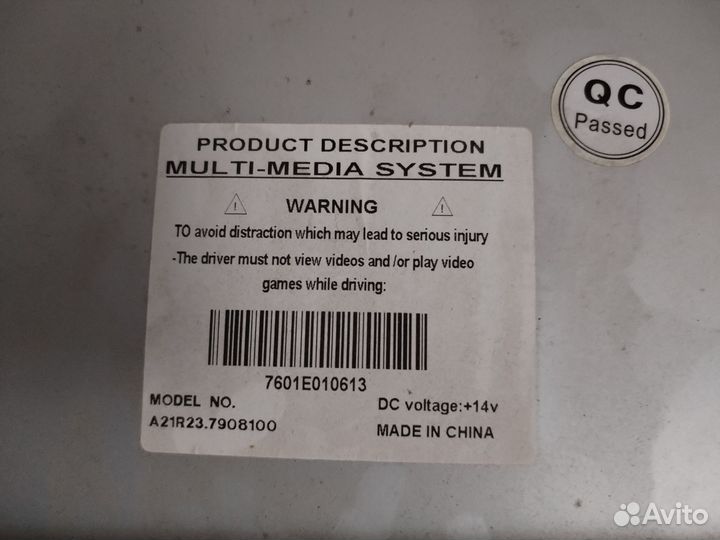 QC
Passed
PRODUCT DESCRIPTION
MULTI-MEDIA SYSTEM
WARNING
TO avoid distraction which may lead to serious injury
-The driver must not view videos and /or play video
games while driving:
7601E010613
MODEL NO.
A21R23.7908100
DC voltage:+14v
MADE IN CHINA
Avito